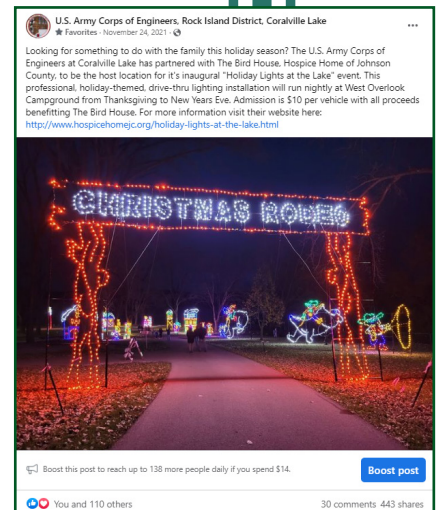 U.S. Army Corps of Engineers, Rock Island District, Coralville Lake
Favorites · November 24, 2021 ·
Looking for something to do with the family this holiday season? The U.S. Army Corps of
Engineers at Coralville Lake has partnered with The Bird House. Hospice Home of Johnson
County, to be the host location for it's inaugural "Holiday Lights at the Lake" event. This
professional, holiday-themed, drive-thru lighting installation will run nightly at West Overlook
Campground from Thanksgiving to New Years Eve. Admission is $10 per vehicle with all proceeds
benefitting The Bird House. For more information visit their website here:
http://www.hospicehomejc.org/holiday-lights-at-the-lake.html
CHRISTMAS RODEO
Boost this post to reach up to 138 more people daily if you spend $14.
Boost post
You and 110 others
30 comments 443 shares